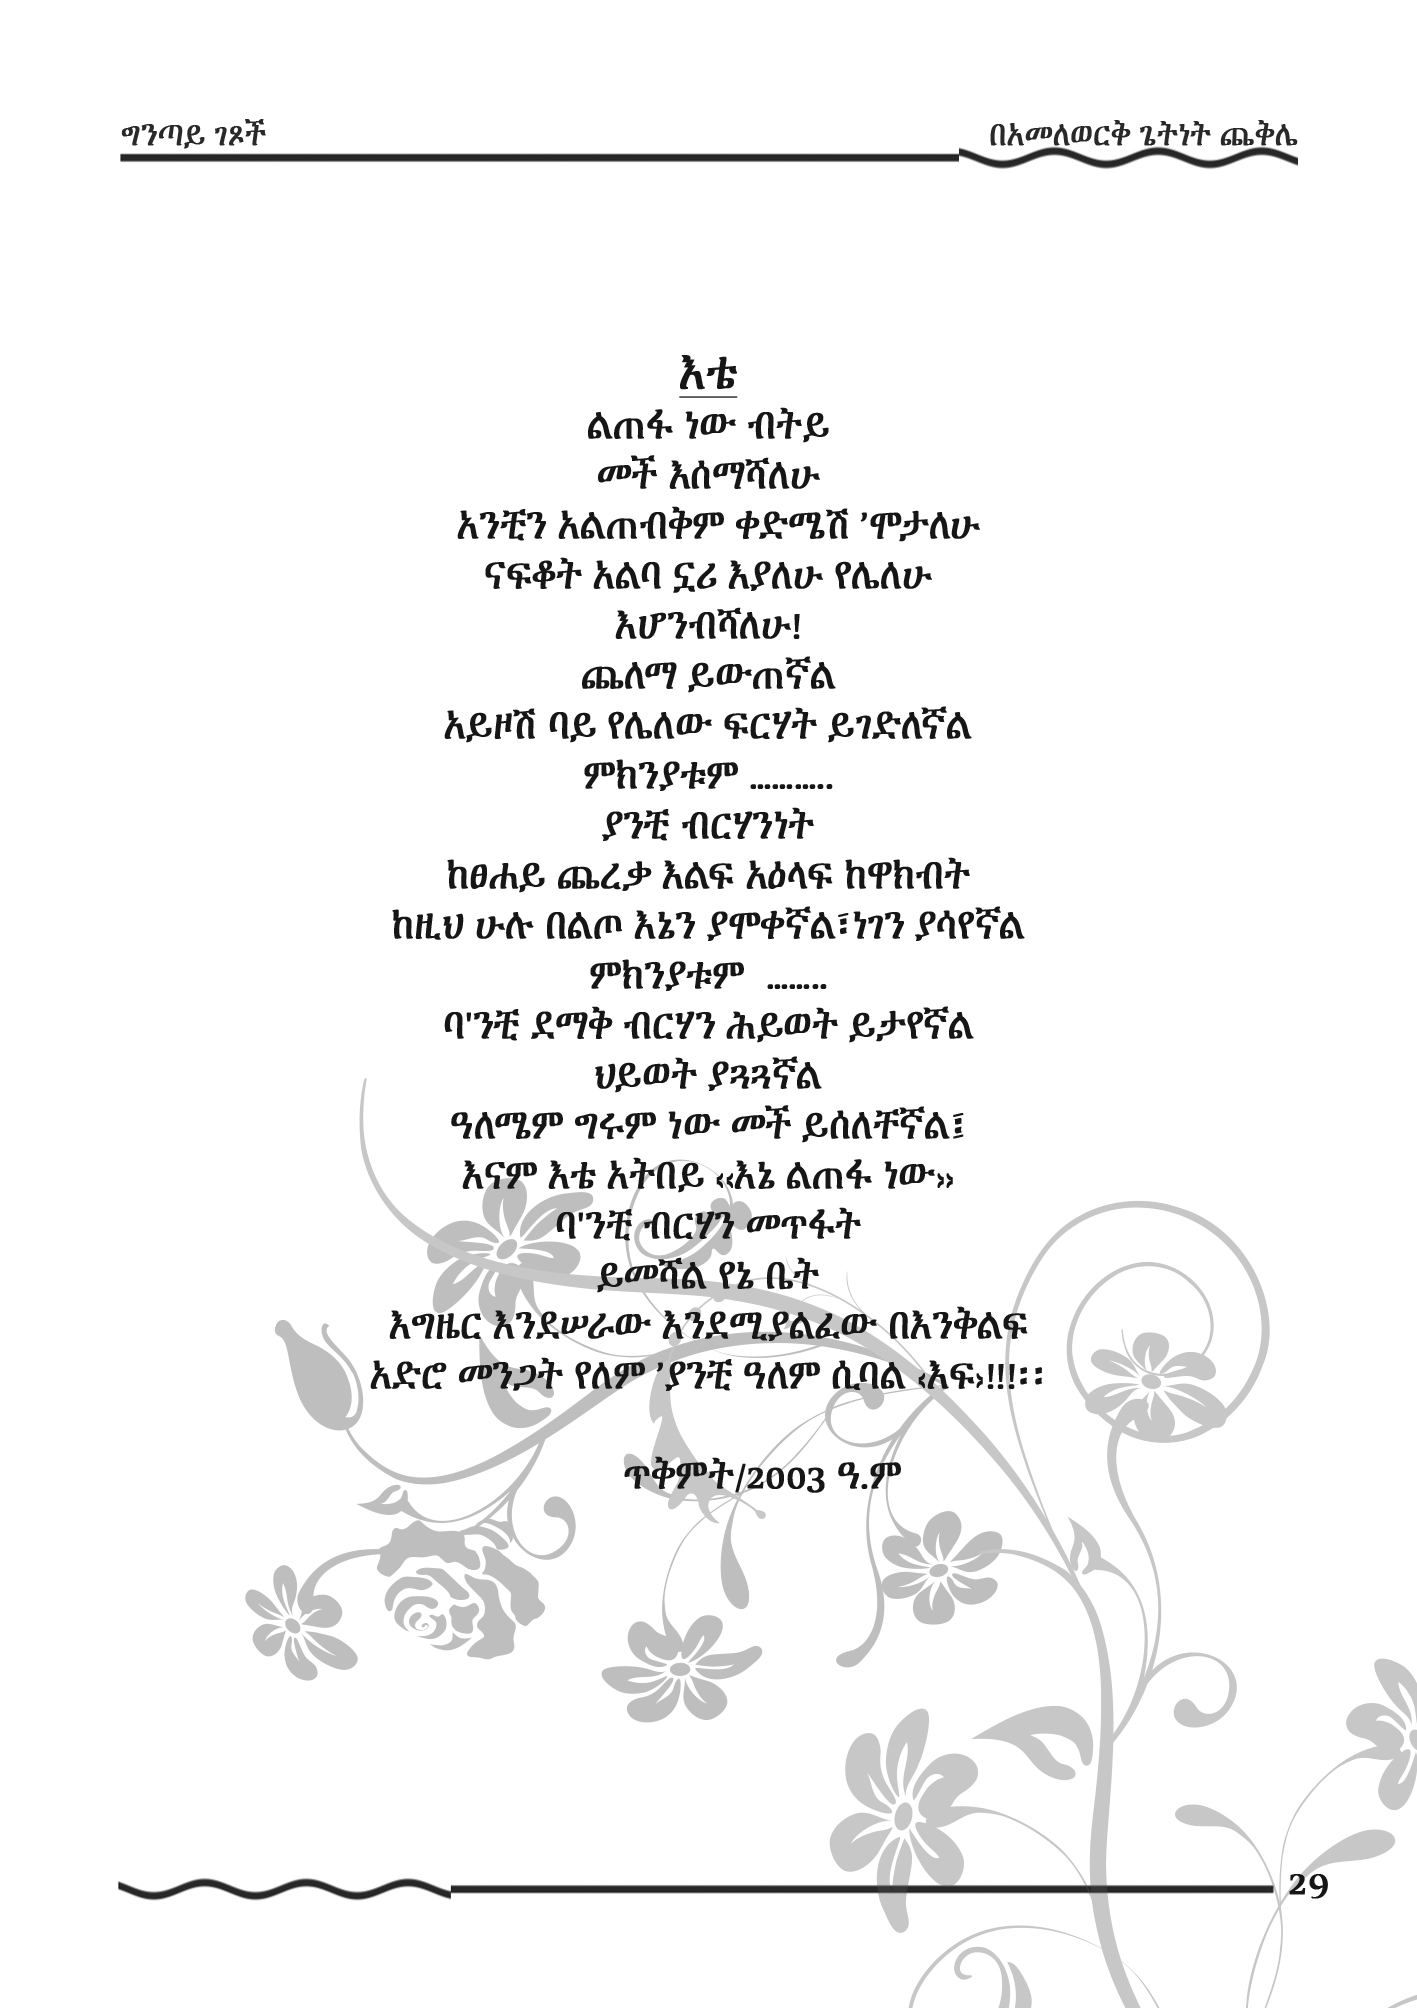 ግንጣይ ገጾች
በአመለወርቅ ጌትነት ጨቅሌ
እቴ
ልጠፋ ነው ብትይ
መች እሰማሻለሁ
አንቺን አልጠብቅም ቀድሜሽ ’ሞታለሁ
ናፍቆት አልባ ኗሪ እያለሁ የሌለሁ
እሆንብሻለሁ!
ጨለማ ይውጠኛል
አይዞሽ ባይ የሌለው ፍርሃት ይገድለኛል
ምክንያቱም ...........
ያንቺ ብርሃንነት
ከፀሐይ ጨረቃ እልፍ አዕላፍ ከዋክብት
ከዚህ ሁሉ በልጦ እኔን ያሞቀኛል፣ነገን ያሳየኛል
ምክንያቱም ........
ባ'ንቺ ደማቅ ብርሃን ሕይወት ይታየኛል
ህይወት ያጓጓኛል
ዓለሜም ግሩም ነው መች ይሰለቸኛል፤
እናም እቴ አትበይ ‹‹እኔ ልጠፋ ነው››
ባ'ንቺ ብርሃን መጥፋት
ይመሻል የኔ ቤት
እግዜር እንደሠራው እንደሚያልፈው በእንቅልፍ
አድሮ መንጋት የለም ’ያንቺ ዓለም ሲባል ‹እፍ›!!!፡፡
ጥቅምት/2003 ዓ.ም
29